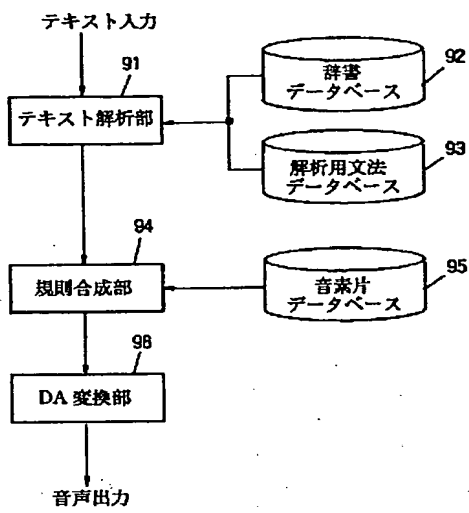 テキスト入力
91
テキスト解析部
辞書
データベース
92
解析用文法
データベース
93
94
規則合成部
音素片
データベース
95
98
DA 変換部
音声出力